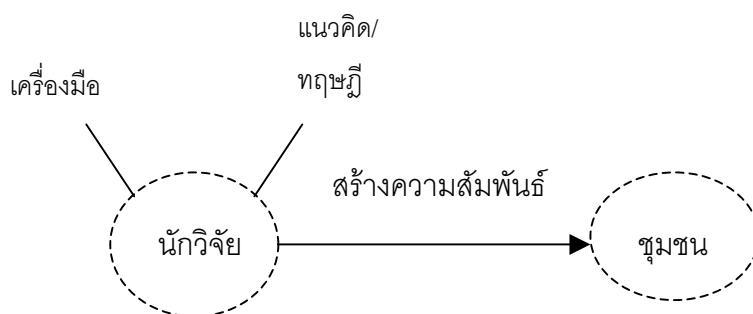 แนวคิด/
ทฤษฎี
เครื่องมือ
สร้างความสัมพันธ์
นักวิจัย
ชุมชน